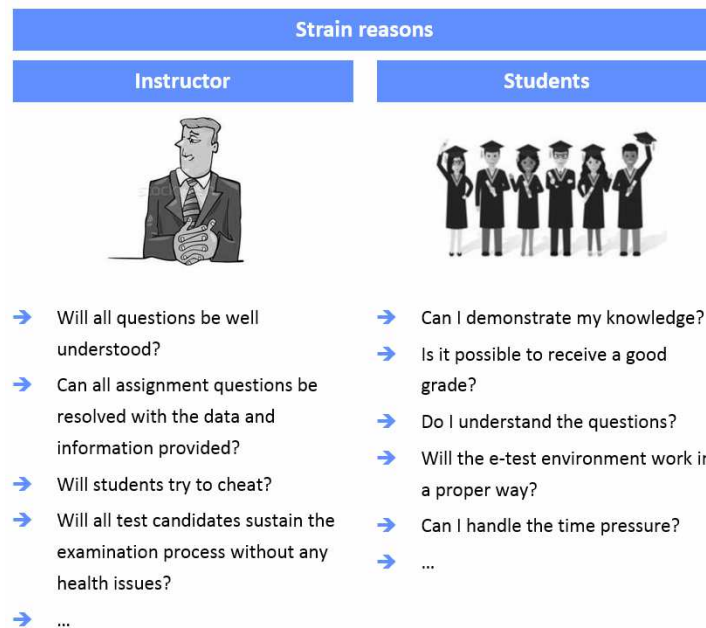 Strain reasons
Instructor
Will all questions be well
understood?
Can all assignment questions be
resolved with the data and
information provided?
Will students try to cheat?
Will all test candidates sustain the
examination process without any
health issues?
...
Students
Can I demonstrate my knowledge?
Is it possible to receive a good
grade?
Do I understand the questions?
Will the e-test environment work in
a proper way?
Can I handle the time pressure?
...